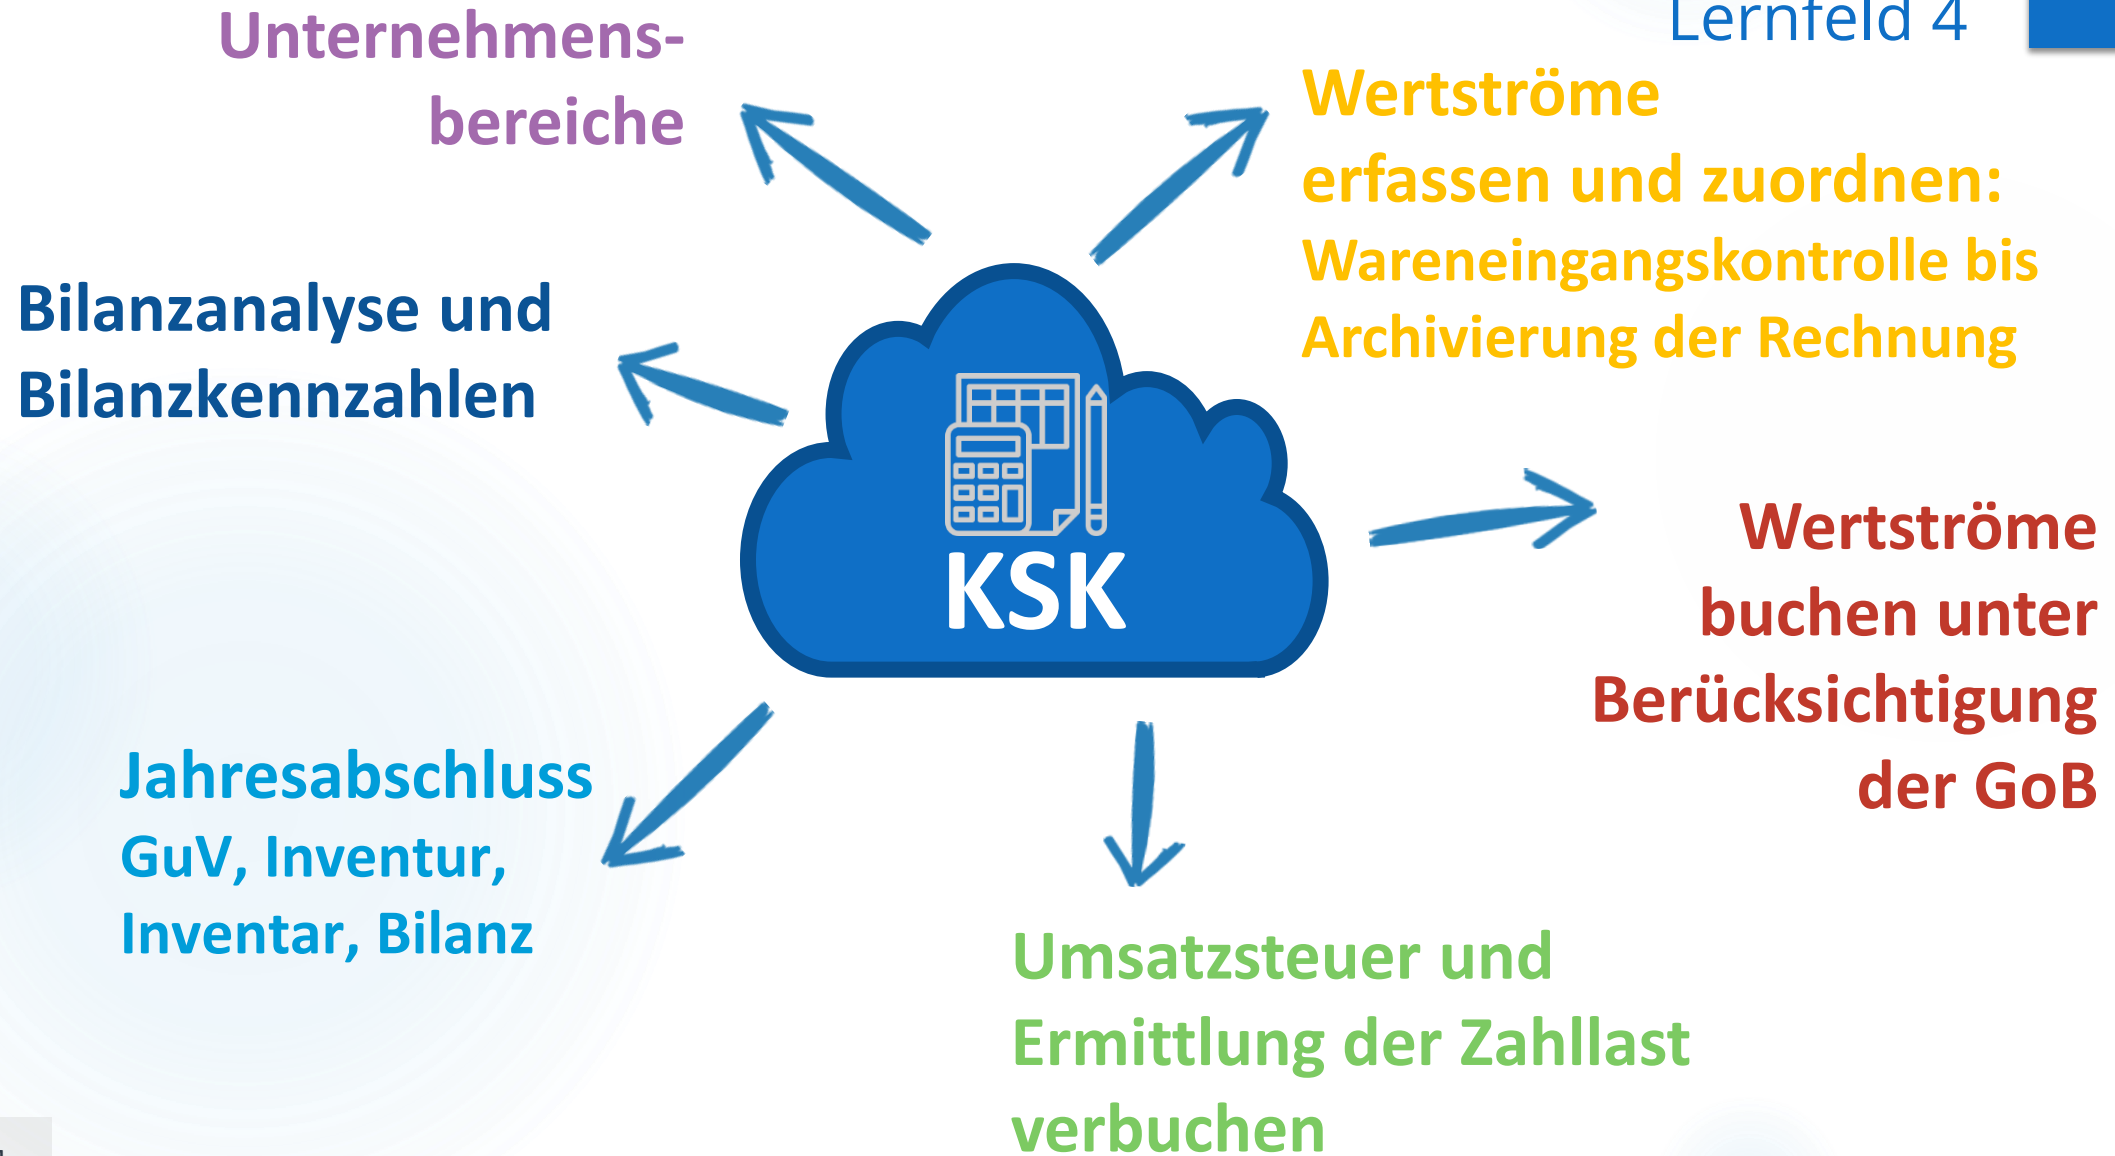 Lernfeld 4
Unternehmens-
bereiche
Wertströme
erfassen und zuordnen:
Wareneingangskontrolle bis
Archivierung der Rechnung
Bilanzanalyse und
Bilanzkennzahlen
KSK
Wertströme
buchen unter
Berücksichtigung
der GoB
Jahresabschluss
GuV, Inventur,
Inventar, Bilanz
Umsatzsteuer und
Ermittlung der Zahllast
verbuchen